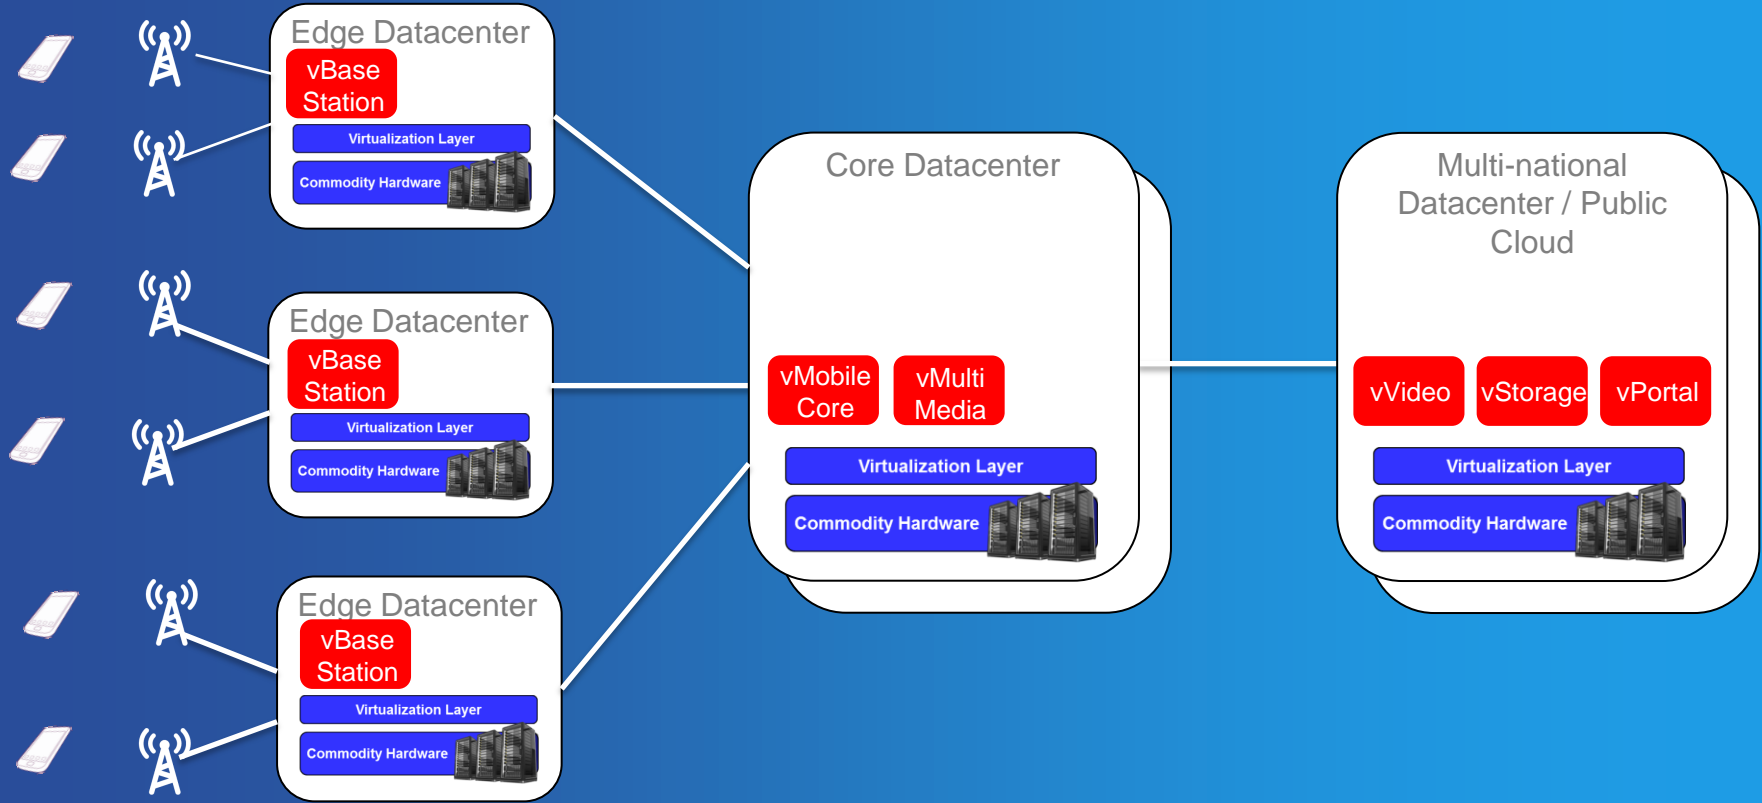 Edge Datacenter
vBase
Station
Virtualization Layer
Commodity Hardware
Edge Datacenter
vBase
Station
Virtualization Layer
Commodity Hardware
Edge Datacenter
vBase
Station
Virtualization Layer
Commodity Hardware
Core Datacenter
vMobile
Core
vMulti
Media
Virtualization Layer
Commodity Hardware
Multi-national
Datacenter / Public
Cloud
vVideo
vStorage
vPortal
Virtualization Layer
Commodity Hardware